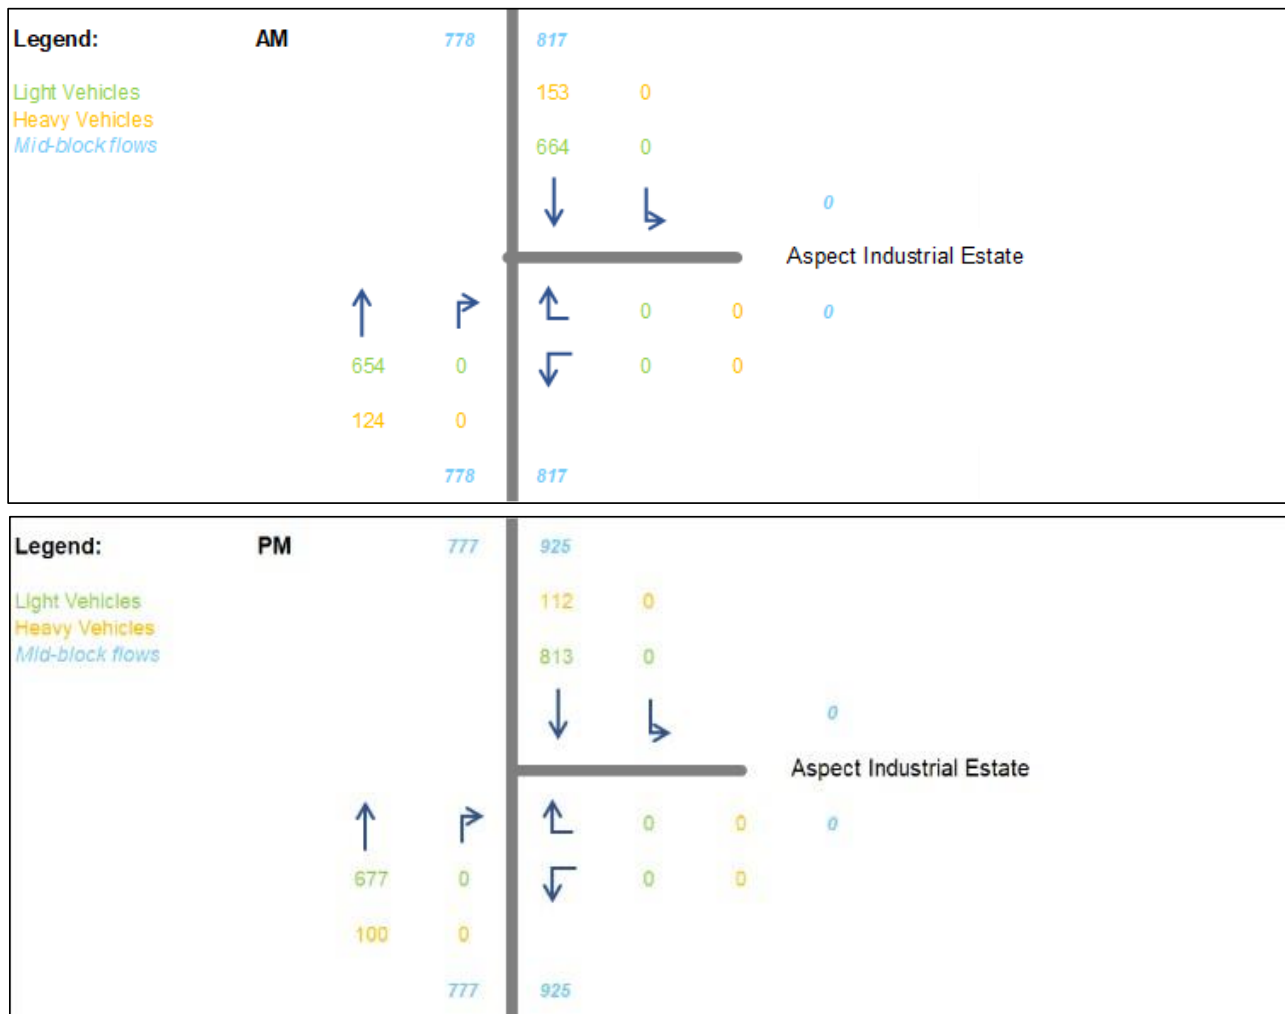 Legend: AM 778 817
Light Vehicles 153 0
Heavy Vehicles
Mid-block flows 664 0
0
Aspect Industrial Estate
0 0 0
654 0 0 0
124 0
778 817
Legend: PM 777 925
Light Vehicles 112 0
Heavy Vehicles
Mid-block flows 813 0
0
Aspect Industrial Estate
0 0 0
677 0 0 0
100 0
777 925